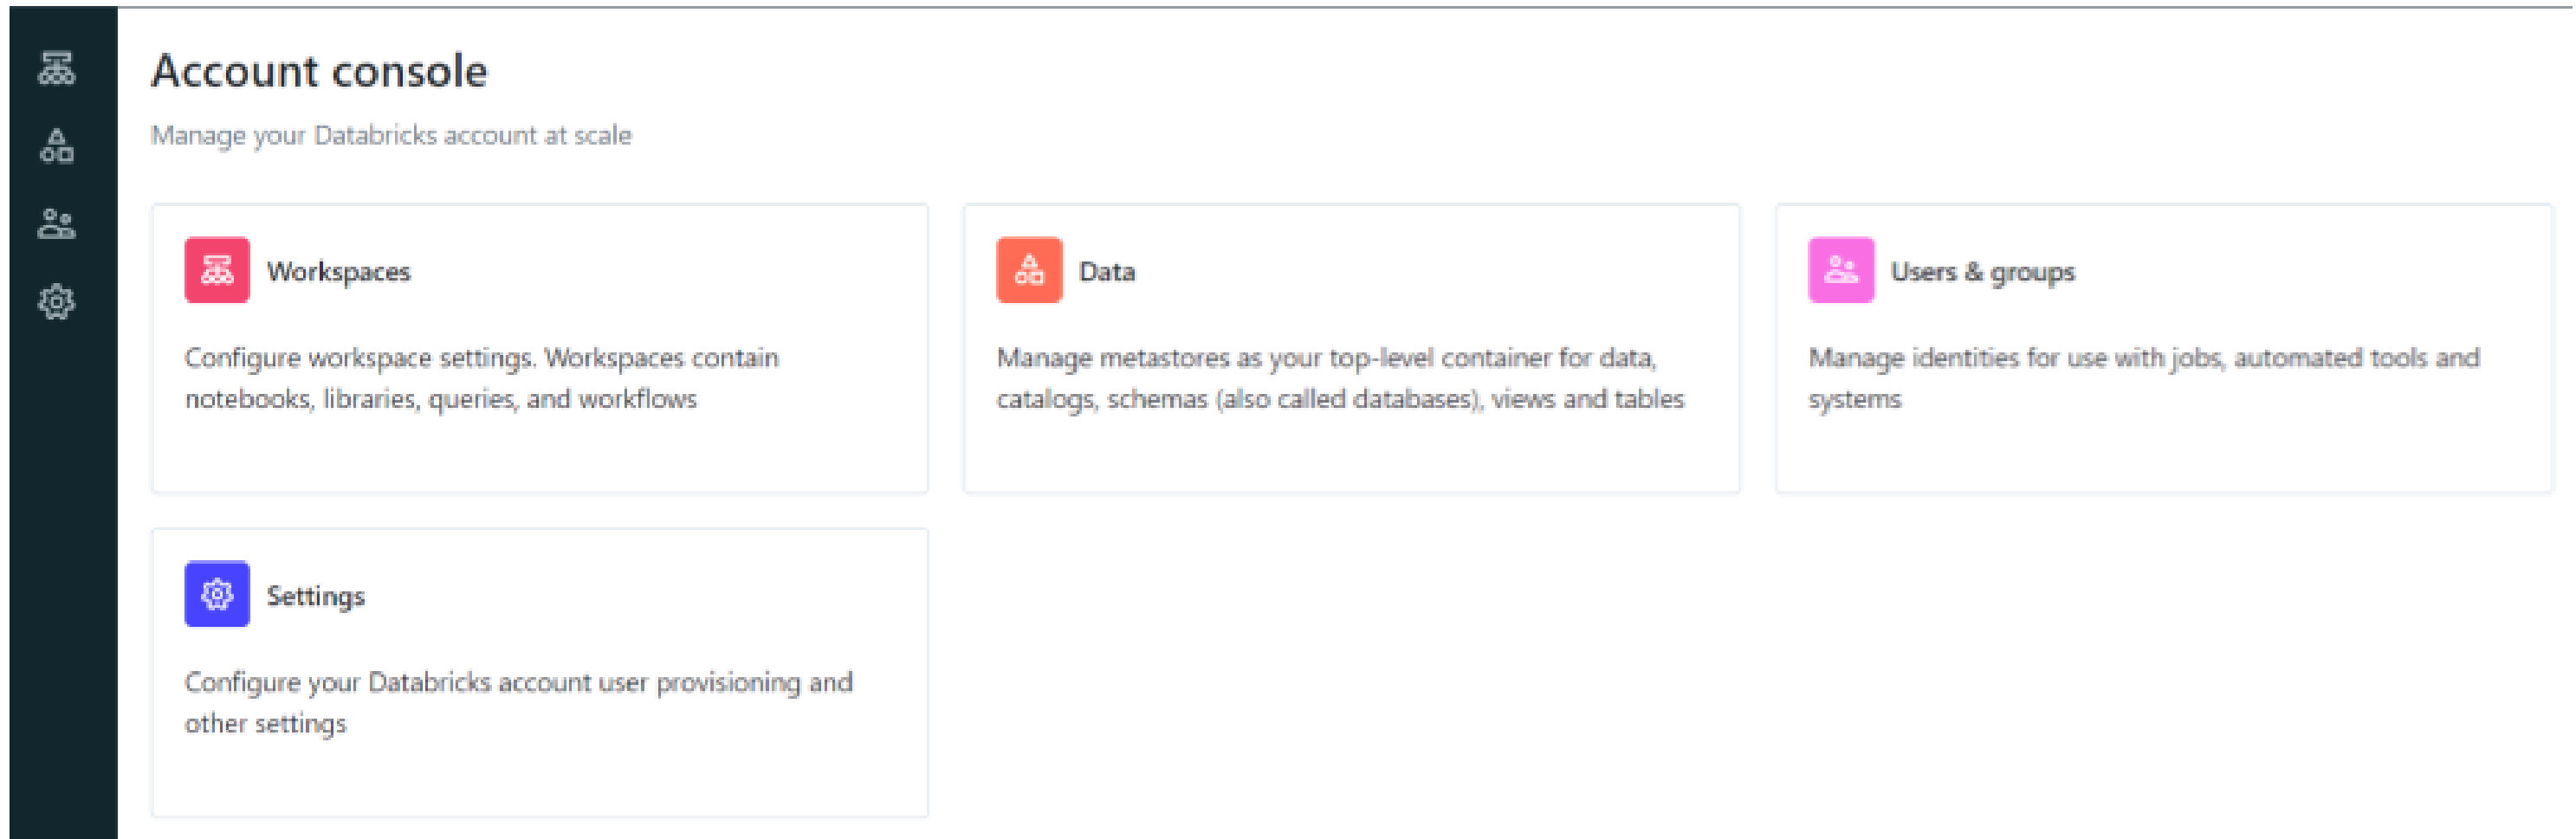 Account console
Manage your Databricks account at scale
Workspaces
Configure workspace settings. Workspaces contain
notebooks, libraries, queries, and workflows
Data
Manage metastores as your top-level container for data,
catalogs, schemas (also called databases), views and tables
Users & groups
Manage identities for use with jobs, automated tools and
systems
Settings
Configure your Databricks account user provisioning and
other settings